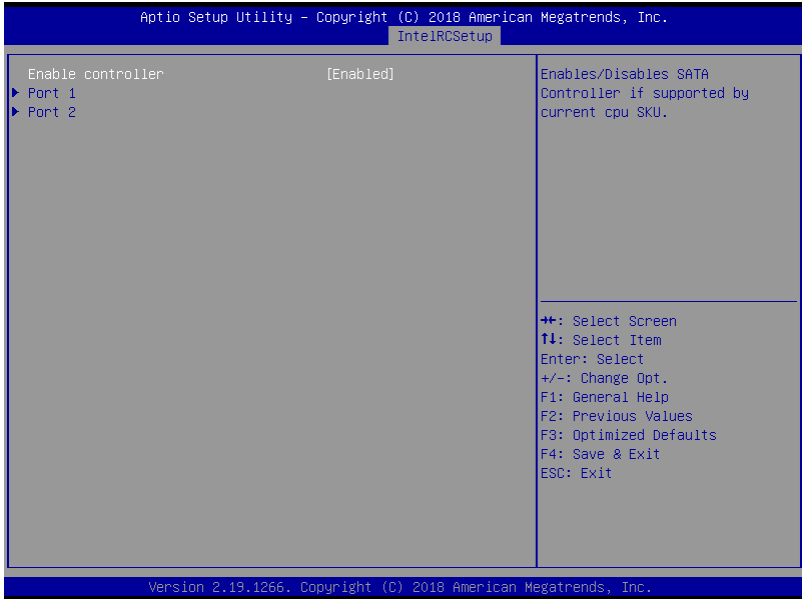 Aptio Setup Utility – Copyright (C) 2018 American Megatrends, Inc.
IntelRCSetup
Enable controller [Enabled]
Port 1
Port 2
Enables/Disables SATA
Controller if supported by
current cpu SKU.
→←: Select Screen
↑↓: Select Item
Enter: Select
+/-: Change Opt.
F1: General Help
F2: Previous Values
F3: Optimized Defaults
F4: Save & Exit
ESC: Exit
Version 2.19.1266. Copyright (C) 2018 American Megatrends, Inc.